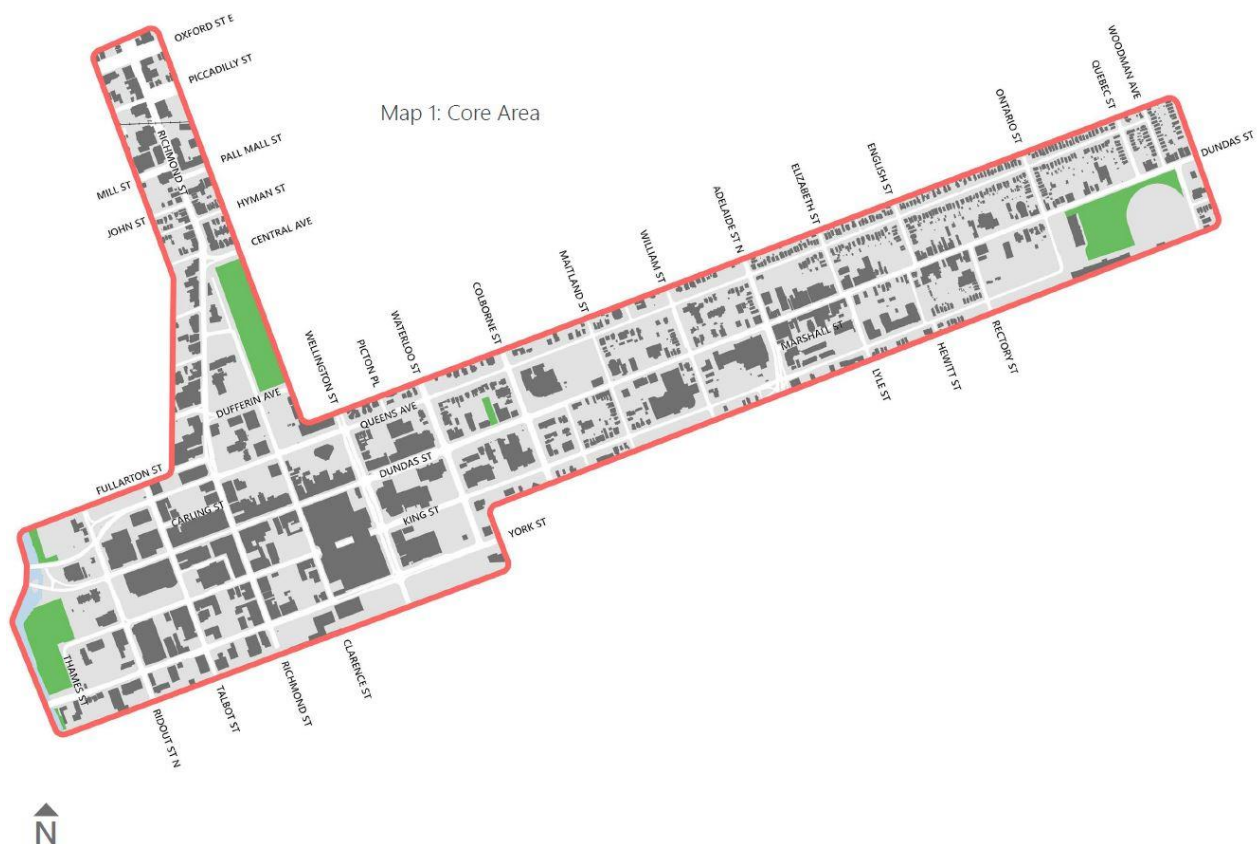 OXFORD ST E
PICCADILLY ST
Map 1: Core Area
RICHMOND ST
PALL MALL ST
MILL ST
HYMAN ST
JOHN ST
CENTRAL AVE
WOODMAN AVE
QUEBEC ST
ONTARIO ST
DUNDAS ST
ENGLISH ST
ELIZABETH ST
ADELAIDE ST N
WILLIAM ST
MAITLAND ST
COLBORNE ST
WATERLOO ST
PICTON PL
WELLINGTON ST
DUFFERIN AVE
QUEENS AVE
MARSHALL ST
RECTORY ST
HEWITT ST
LYLE ST
DUNDAS ST
FULLARTON ST
CARLING ST
KING ST
YORK ST
THAMES ST
CLARENCE ST
RICHMOND ST
TALBOT ST
RIDOUT ST N
N